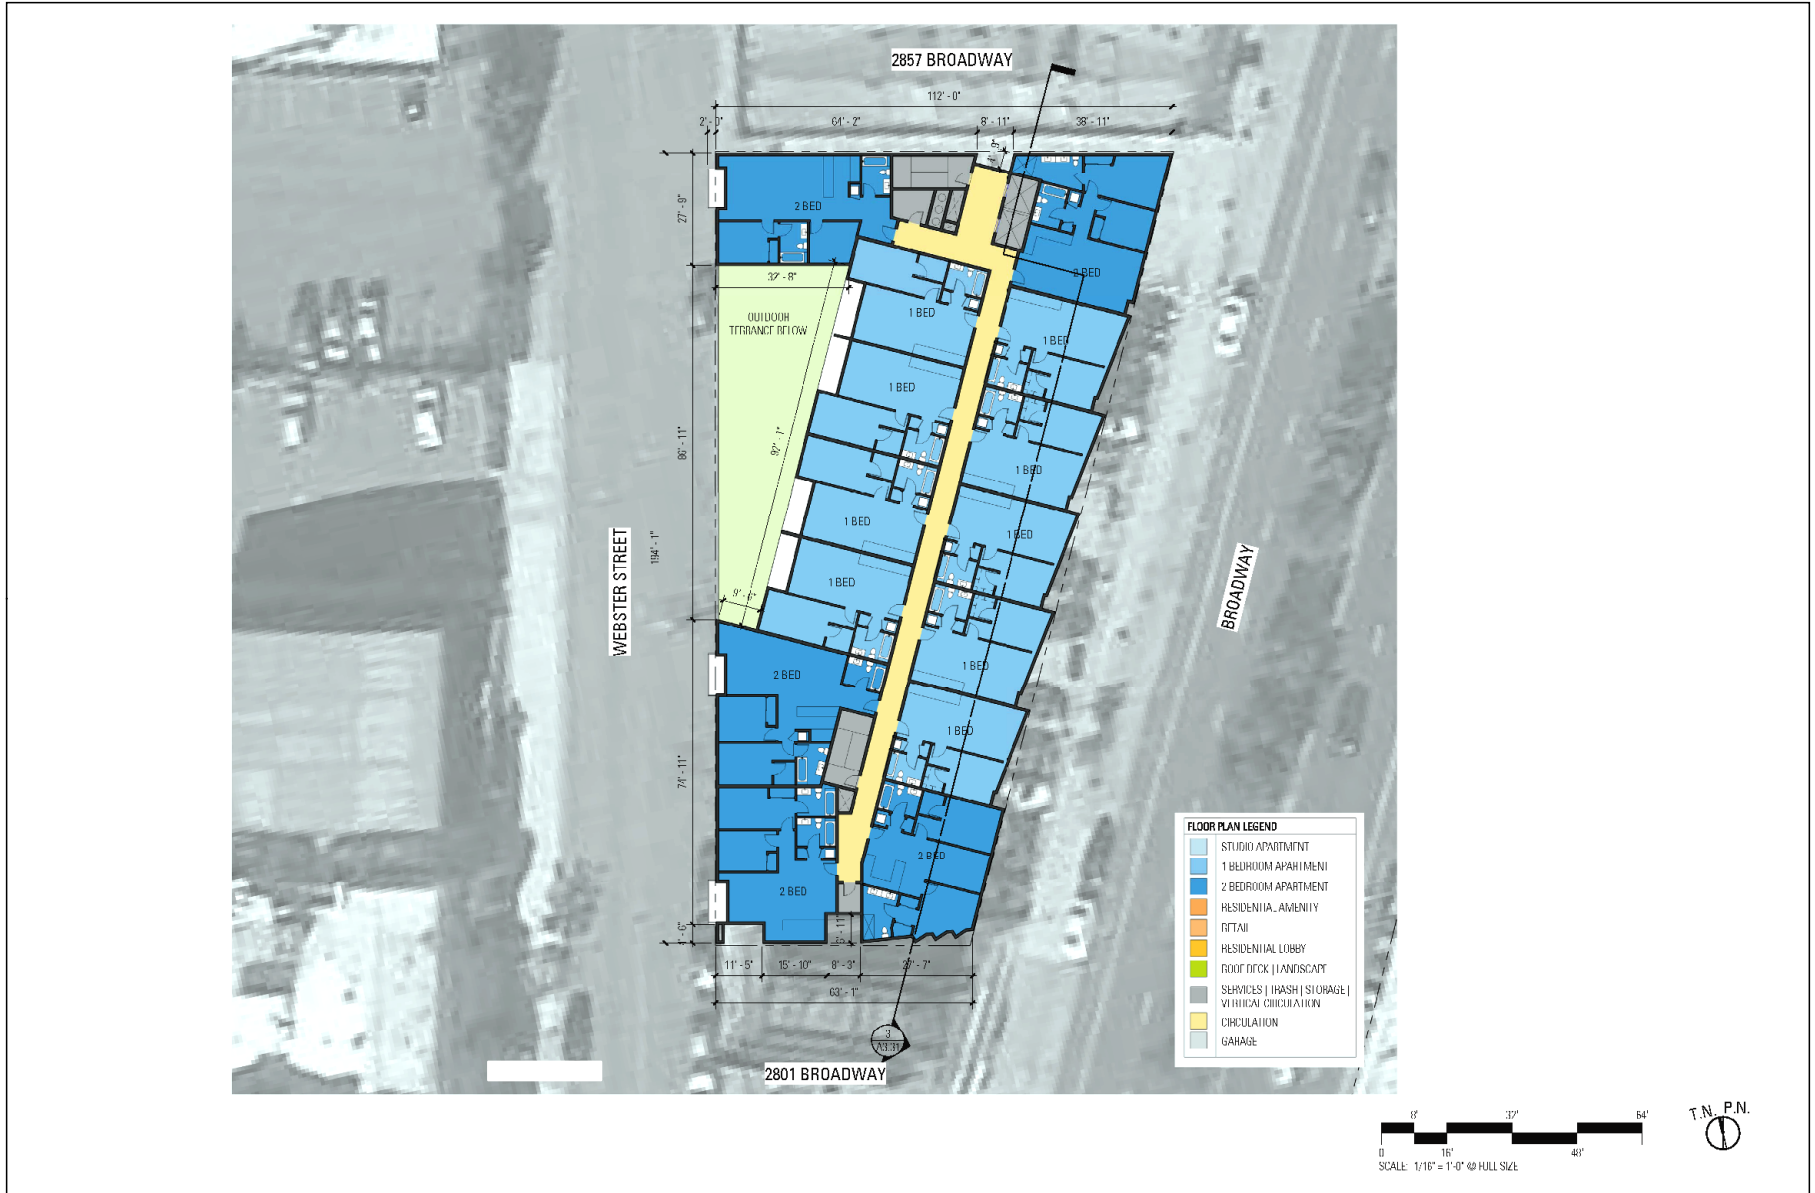 2857 BROADWAY
112' - 0"
2' - 0"
64' - 2"
8' - 11"
38' - 11"
27' - 9"
2 BED
2 BED
32' - 8"
OUTDOOR
TERRANCE BELOW
1 BED
1 BED
1 BED
86' - 11"
92' - 1"
1 BED
1 BED
1 BED
194' - 1"
WEBSTER STREET
BROADWAY
1 BED
9' - 6"
1 BED
2 BED
1 BED
74' - 11"
2 BED
2 BED
11' - 5"
15' - 10"
8' - 3"
27' - 7"
63' - 1"
3
A3.31
2801 BROADWAY
FLOOR PLAN LEGEND
STUDIO APARTMENT
1 BEDROOM APARTMENT
2 BEDROOM APARTMENT
RESIDENTIAL AMENITY
RETAIL
RESIDENTIAL LOBBY
ROOF DECK | LANDSCAPE
SERVICES | TRASH | STORAGE |
VERTICAL CIRCULATION
CIRCULATION
GARAGE
8' 32' 64'
0 16' 48'
SCALE: 1/16" = 1'-0" @ FULL SIZE
T.N. P.N.